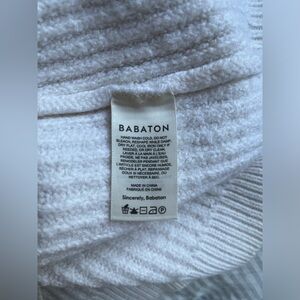 BABATON
HAND WASH COLD, DO NOT
BLEACH, RESHAPE WHILE DAMP,
DRY FLAT, COOL IRON ONLY IF
NEEDED, OR DRY CLEAN.
LAVER À LA MAIN À L'EAU
FROIDE, NE PAS JAVELISER,
REMODELER PENDANT QUE
L'ARTICLE EST ENCORE HUMIDE,
SÉCHER À PLAT, REPASSAGE
DOUX SI NÉCESSAIRE, OU
NETTOYER À SEC.
MADE IN CHINA
FABRIQUÉ EN CHINE
Sincerely, Babaton